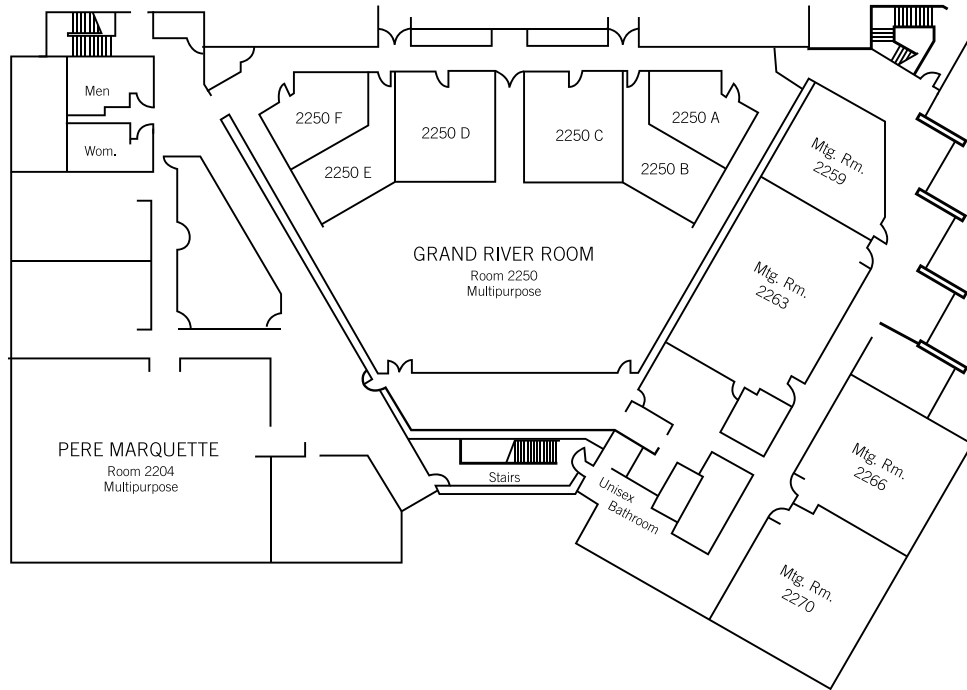 Men
Wom.
2250 F
2250 D
2250 C
2250 A
2250 E
2250 B
Mtg. Rm.
2259
GRAND RIVER ROOM
Room 2250
Multipurpose
Mtg. Rm.
2263
PERE MARQUETTE
Room 2204
Multipurpose
Stairs
Unisex
Bathroom
Mtg. Rm.
2266
Mtg. Rm.
2270